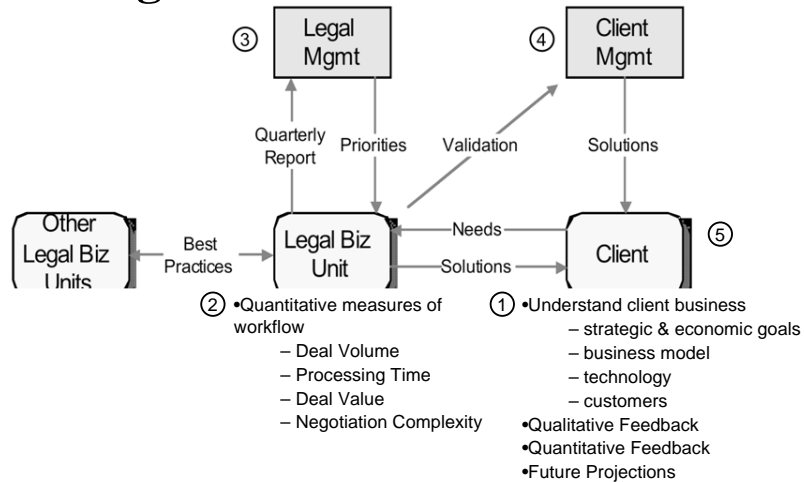 ③
Legal
Mgmt
④
Client
Mgmt
Quarterly
Report
Priorities
Validation
Solutions
Other
Legal Biz
Units
Best
Practices
Legal Biz
Unit
Needs
Solutions
Client
⑤
② •Quantitative measures of
workflow
– Deal Volume
– Processing Time
– Deal Value
– Negotiation Complexity
① •Understand client business
– strategic & economic goals
– business model
– technology
– customers
•Qualitative Feedback
•Quantitative Feedback
•Future Projections